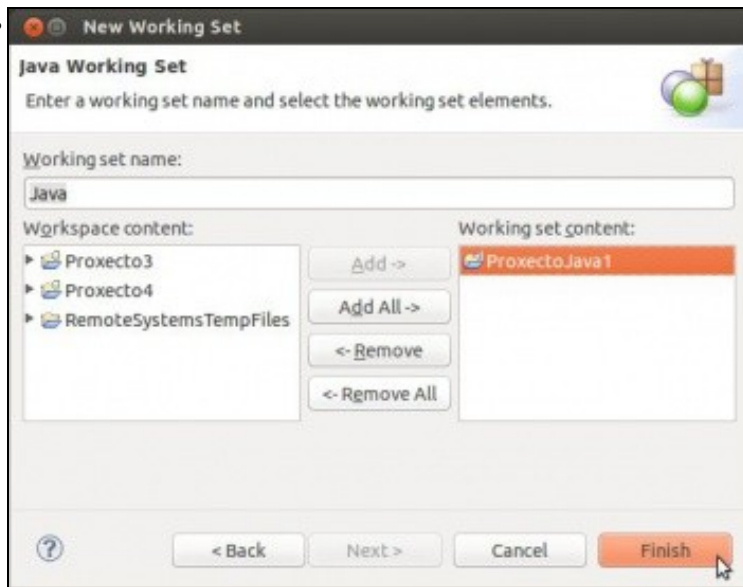 New Working Set
Java Working Set
Enter a working set name and select the working set elements.
Working set name:
Java
Workspace content:
Proxecto3
Proxecto4
RemoteSystemsTempFiles
Add ->
Add All ->
<- Remove
<- Remove All
Working set content:
ProxectoJava1
?
< Back
Next >
Cancel
Finish